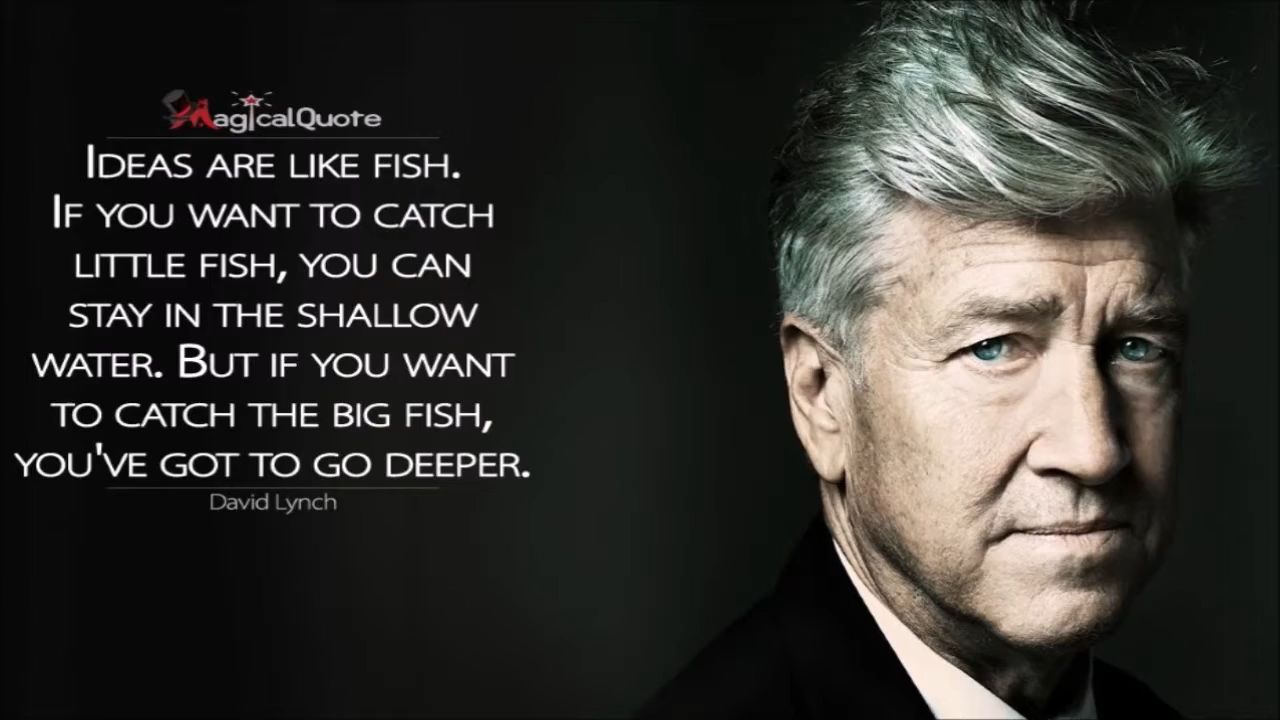 MagicalQuote
Ideas are like fish.
If you want to catch
little fish, you can
stay in the shallow
water. But if you want
to catch the big fish,
you've got to go deeper.
David Lynch